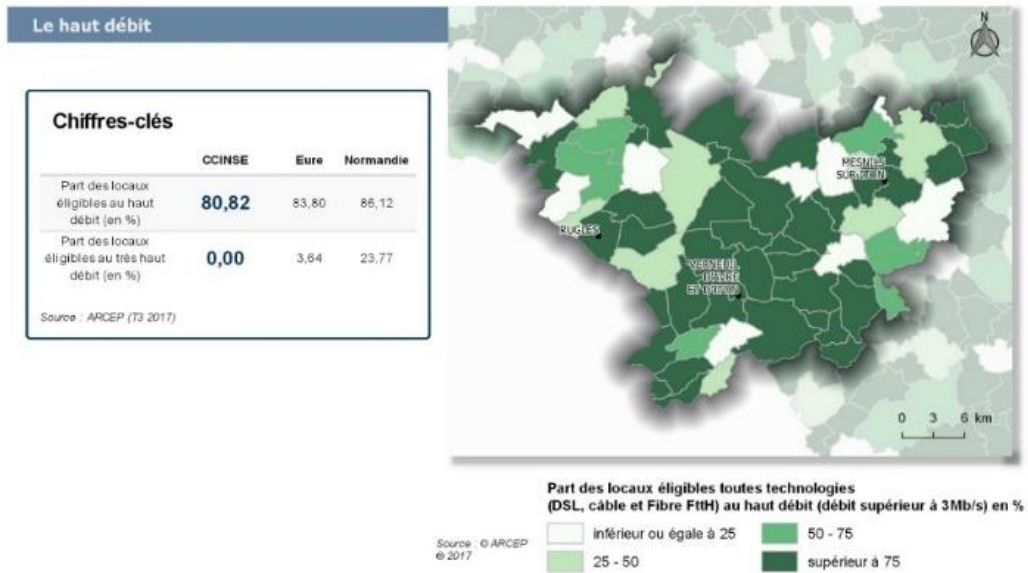 Le haut débit
Chiffres-clés
CCINSE Eure Normandie
Part des locaux
éligibles au haut
débit (en %)
80,82 83,80 86,12
Part des locaux
éligibles au très haut
débit (en %)
0,00 3,64 23,77
Source : ARCEP (T3 2017)
N
MESNILS
SUR ITON
RUGLES
VERNEUIL
D'AVRE
ET D'ITON
0 3 6 km
Part des locaux éligibles toutes technologies
(DSL, câble et Fibre FttH) au haut débit (débit supérieur à 3Mb/s) en %
inférieur ou égale à 25
50 - 75
25 - 50
supérieur à 75
Source : © ARCEP
© 2017